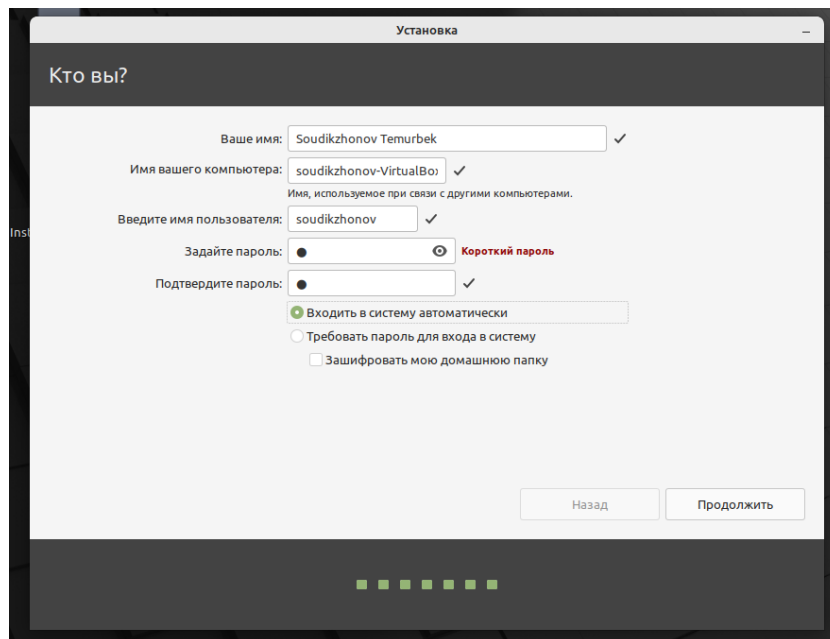 Установка
Кто вы?
Ваше имя: Soudikzhonov Temurbek
Имя вашего компьютера: soudikzhonov-VirtualBox
Имя, используемое при связи с другими компьютерами.
Введите имя пользователя: soudikzhonov
Inst
Задайте пароль: ● Короткий пароль
Подтвердите пароль: ●
Входить в систему автоматически
Требовать пароль для входа в систему
Зашифровать мою домашнюю папку
Назад Продолжить